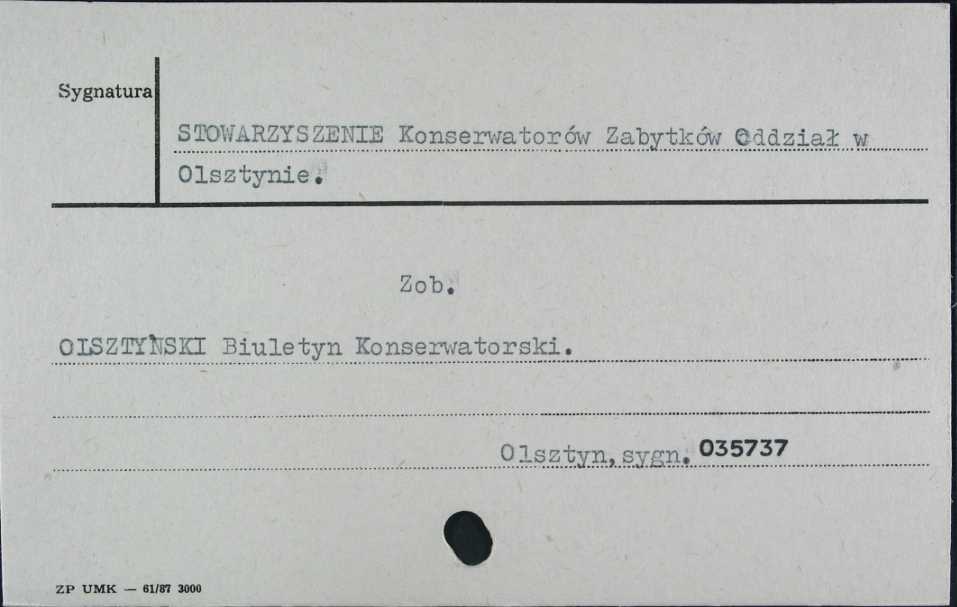 Sygnatura
STOWARZYSZENIE Konserwatorów Zabytków Oddział w
Olsztynie.
Zob.
OLSZTYŃSKI Biuletyn Konserwatorski.
Olsztyn, sygn. 035737
ZP UMK — 61/87 3000